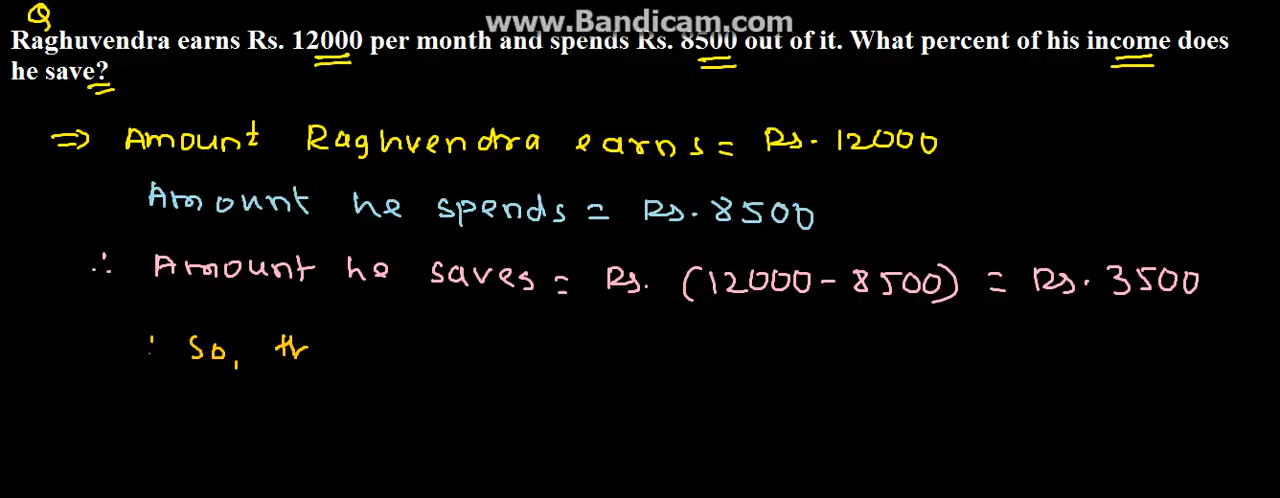 www.Bandicam.com
Q
Raghuvendra earns Rs. 12000 per month and spends Rs. 8500 out of it. What percent of his income does
he save?
⇒ Amount Raghvendra earns = Rs. 12000
Amount he spends = Rs. 8500
∴ Amount he saves = Rs. (12000 - 8500) = Rs. 3500
: So, th